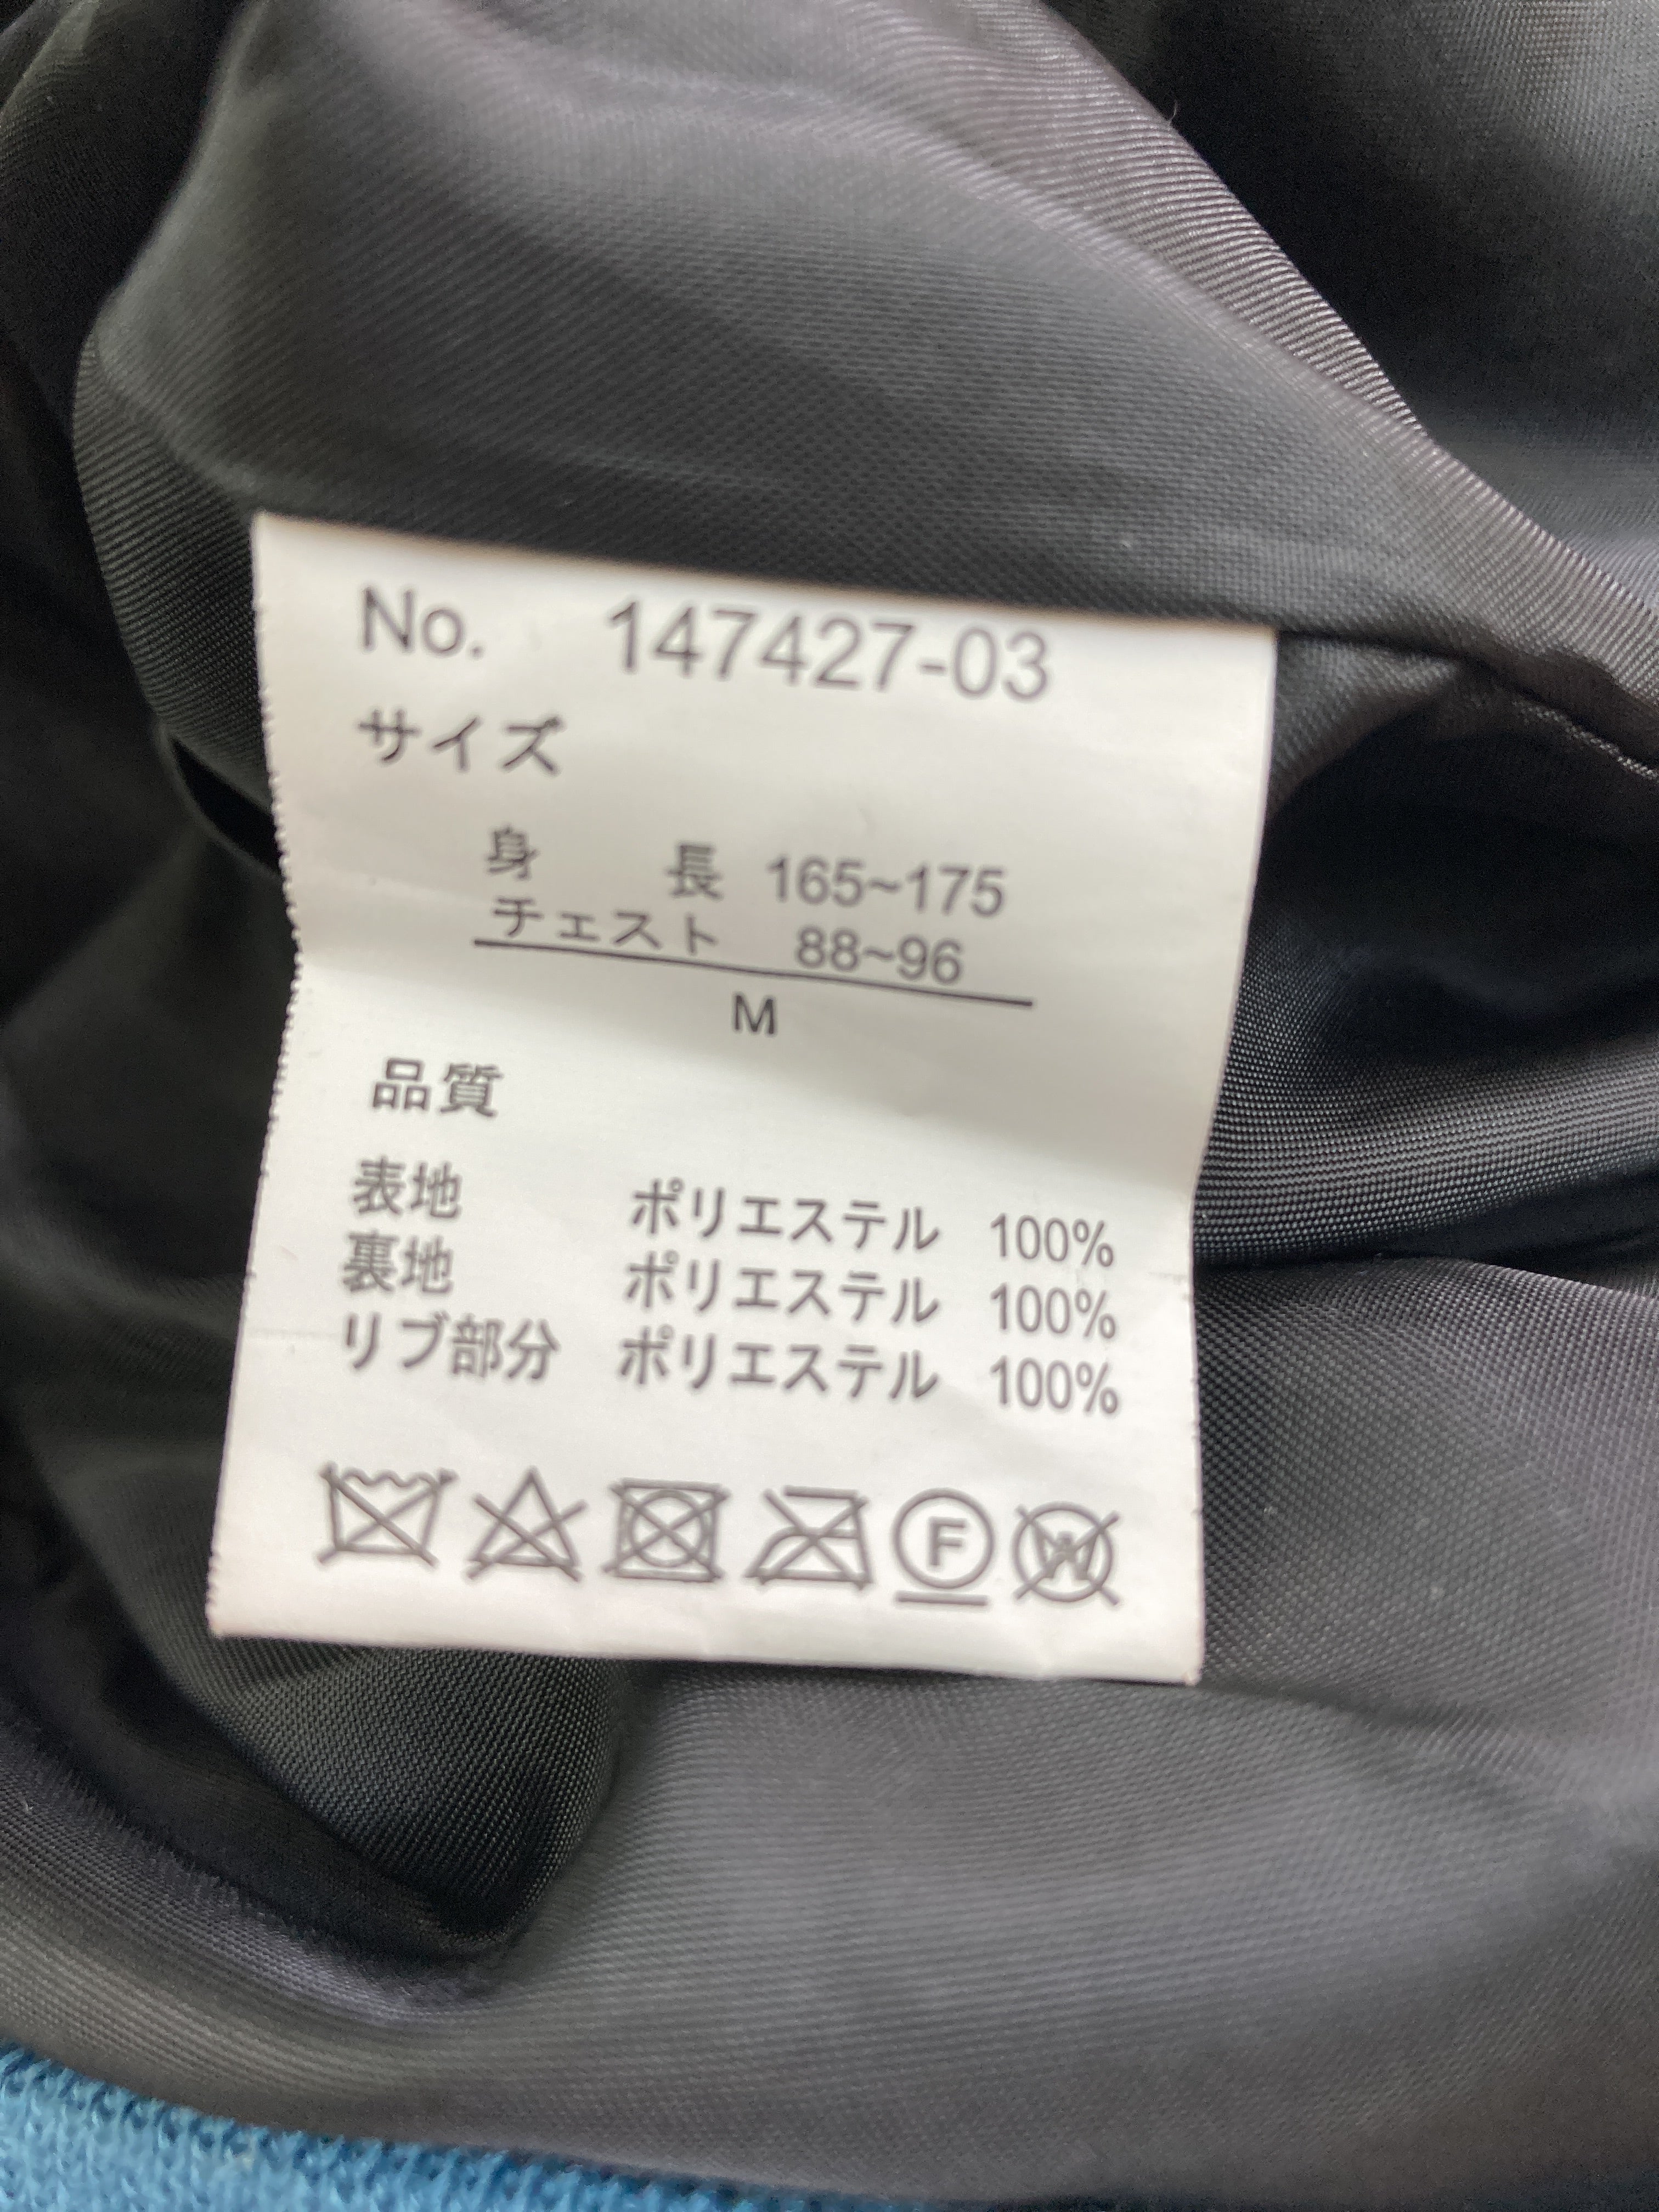 No. 147427-03
サイズ
身 長 165~175
チェスト 88~96
M
品質
表地 ポリエステル 100%
裏地 ポリエステル 100%
リブ部分 ポリエステル 100%
F W